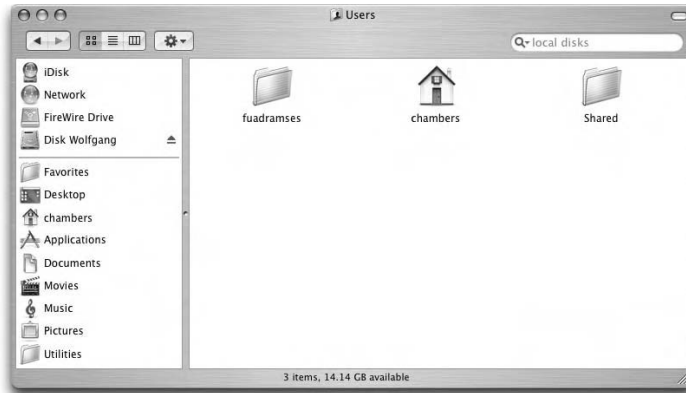 Users
local disks
iDisk
Network
FireWire Drive
Disk Wolfgang
Favorites
Desktop
chambers
Applications
Documents
Movies
Music
Pictures
Utilities
fuadramses
chambers
Shared
3 items, 14.14 GB available